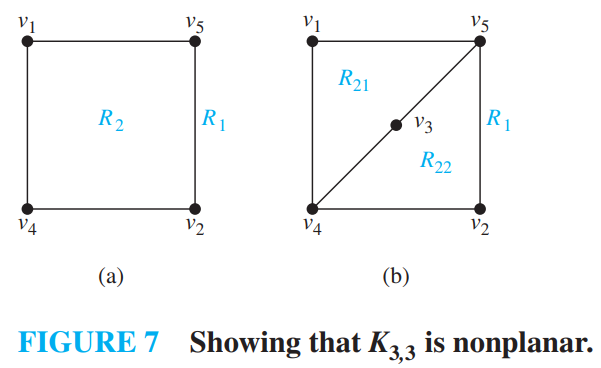 v1 v5 v1 v5
R21
R2 R1 v3 R1
R22
v4 v2 v4 v2
(a) (b)
FIGURE 7 Showing that K3,3 is nonplanar.